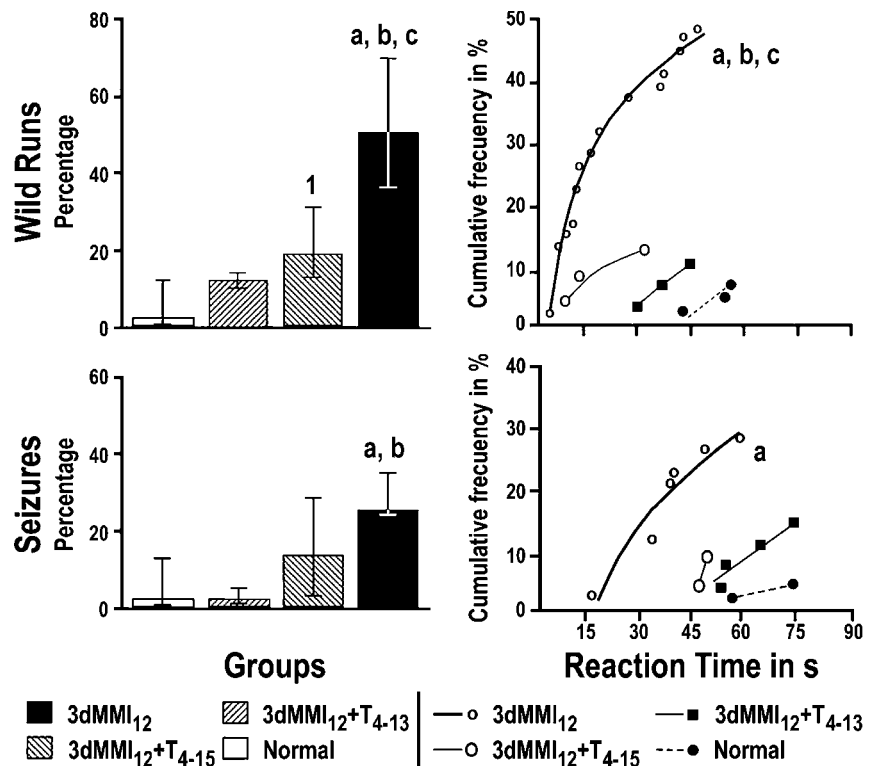 Wild Runs
Percentage
80
60
40
20
0
1
a, b, c
Cumulative frecuency in %
50
40
30
20
10
0
a, b, c
Seizures
Percentage
60
40
20
0
a, b
Cumulative frecuency in %
40
30
20
10
0
a
15 30 45 60 75 90
Groups
Reaction Time in s
3dMMI12
3dMMI12+T4-13
3dMMI12+T4-15
Normal
3dMMI12
3dMMI12+T4-13
3dMMI12+T4-15
Normal